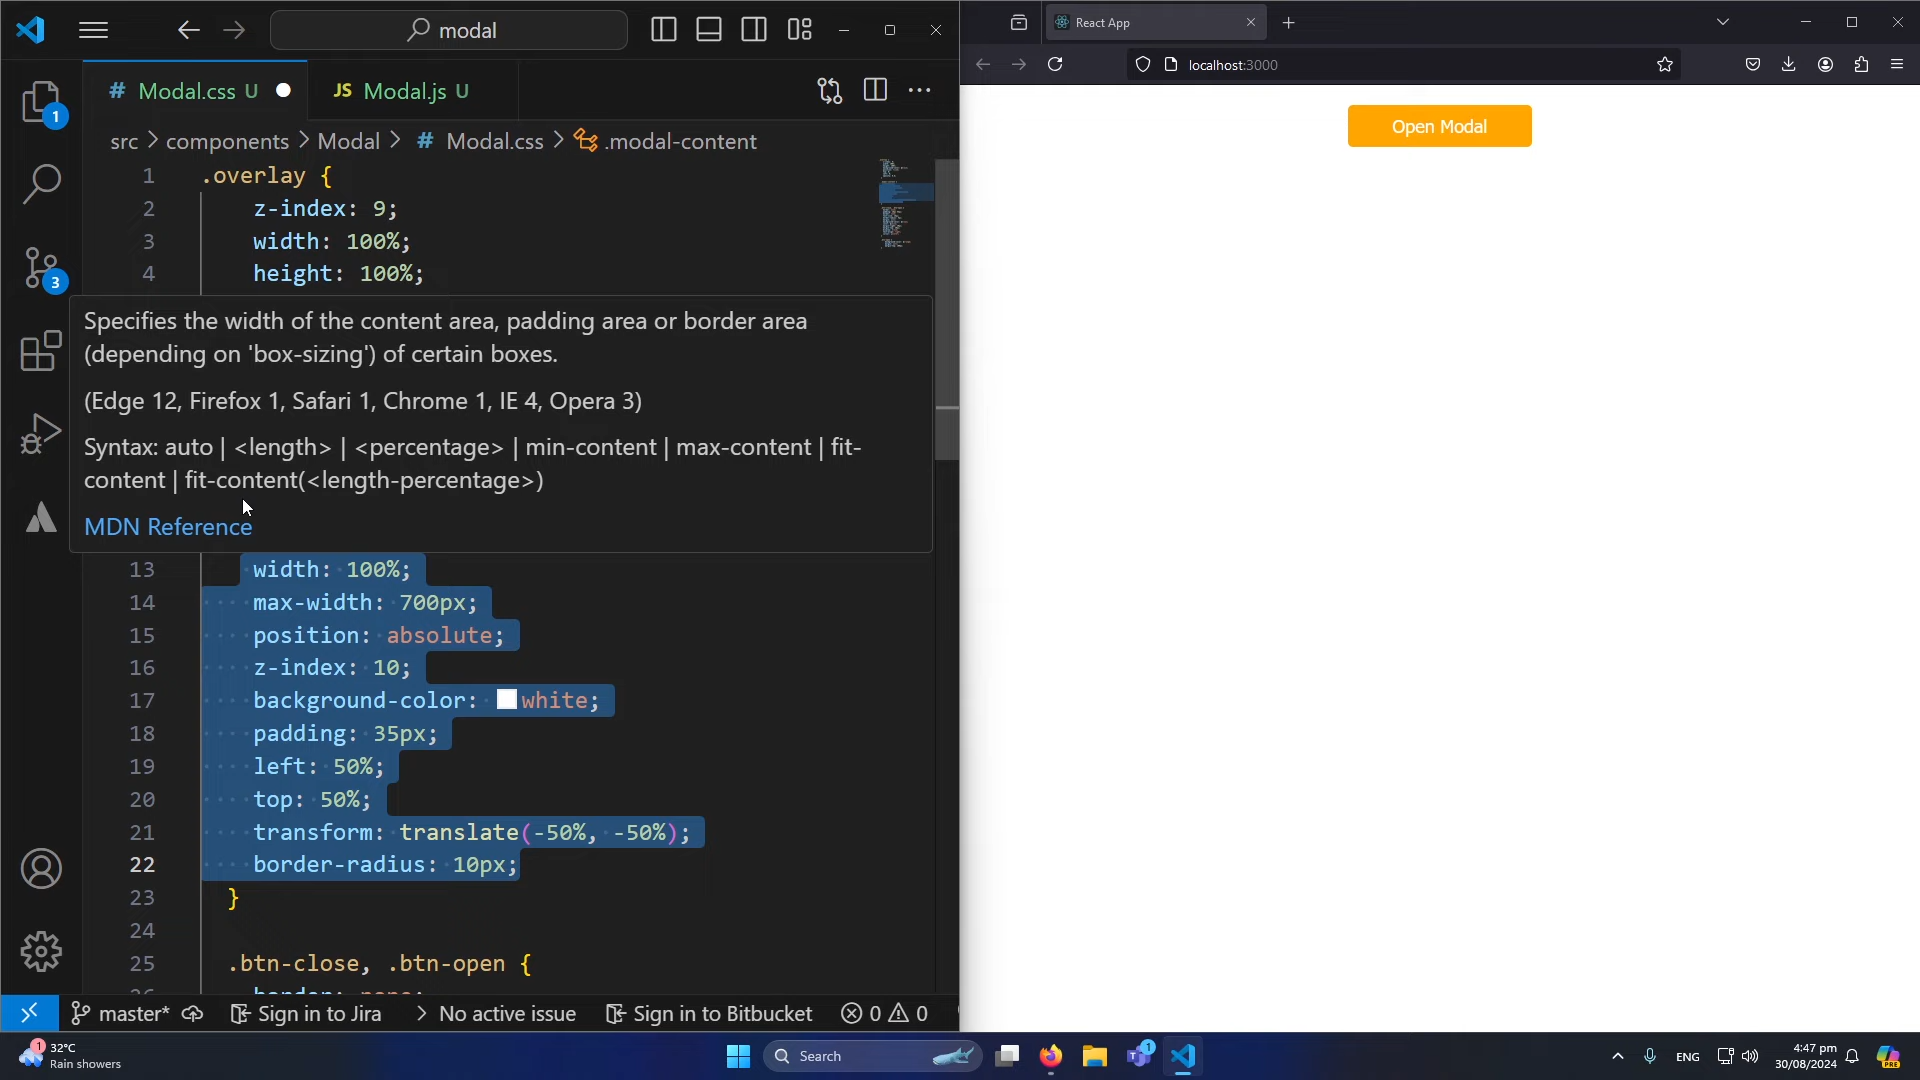 modal
React App
localhost:3000
# Modal.css U
JS Modal.js U
src > components > Modal > # Modal.css > .modal-content
Open Modal
1 .overlay {
2 z-index: 9;
3 width: 100%;
4 height: 100%;
Specifies the width of the content area, padding area or border area
(depending on 'box-sizing') of certain boxes.
(Edge 12, Firefox 1, Safari 1, Chrome 1, IE 4, Opera 3)
Syntax: auto | <length> | <percentage> | min-content | max-content | fit-
content | fit-content(<length-percentage>)
MDN Reference
13 width: 100%;
14 max-width: 700px;
15 position: absolute;
16 z-index: 10;
17 background-color: white;
18 padding: 35px;
19 left: 50%;
20 top: 50%;
21 transform: translate(-50%, -50%);
22 border-radius: 10px;
23 }
24
25 .btn-close, .btn-open {
1
3
master* Sign in to Jira > No active issue Sign in to Bitbucket 0 0
1
32°C
Rain showers
Search
1
ENG
4:47 pm
30/08/2024
PRE